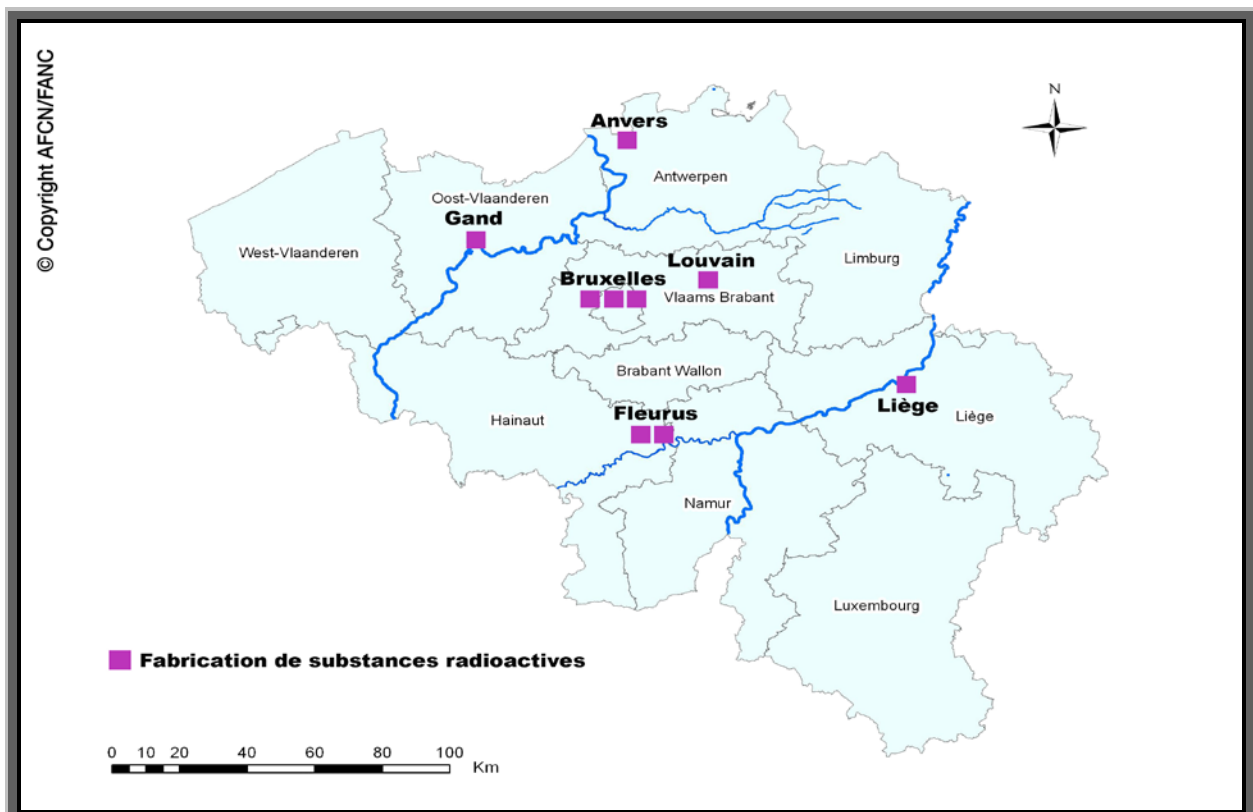 © Copyright AFCN/FANC
N
Anvers
Antwerpen
Oost-Vlaanderen
Gand
West-Vlaanderen
Louvain
Limburg
Bruxelles
Vlaams Brabant
Brabant Wallon
Fleurus
Hainaut
Liège
Liège
Namur
Luxembourg
Fabrication de substances radioactives
0 10 20 40 60 80 100
Km